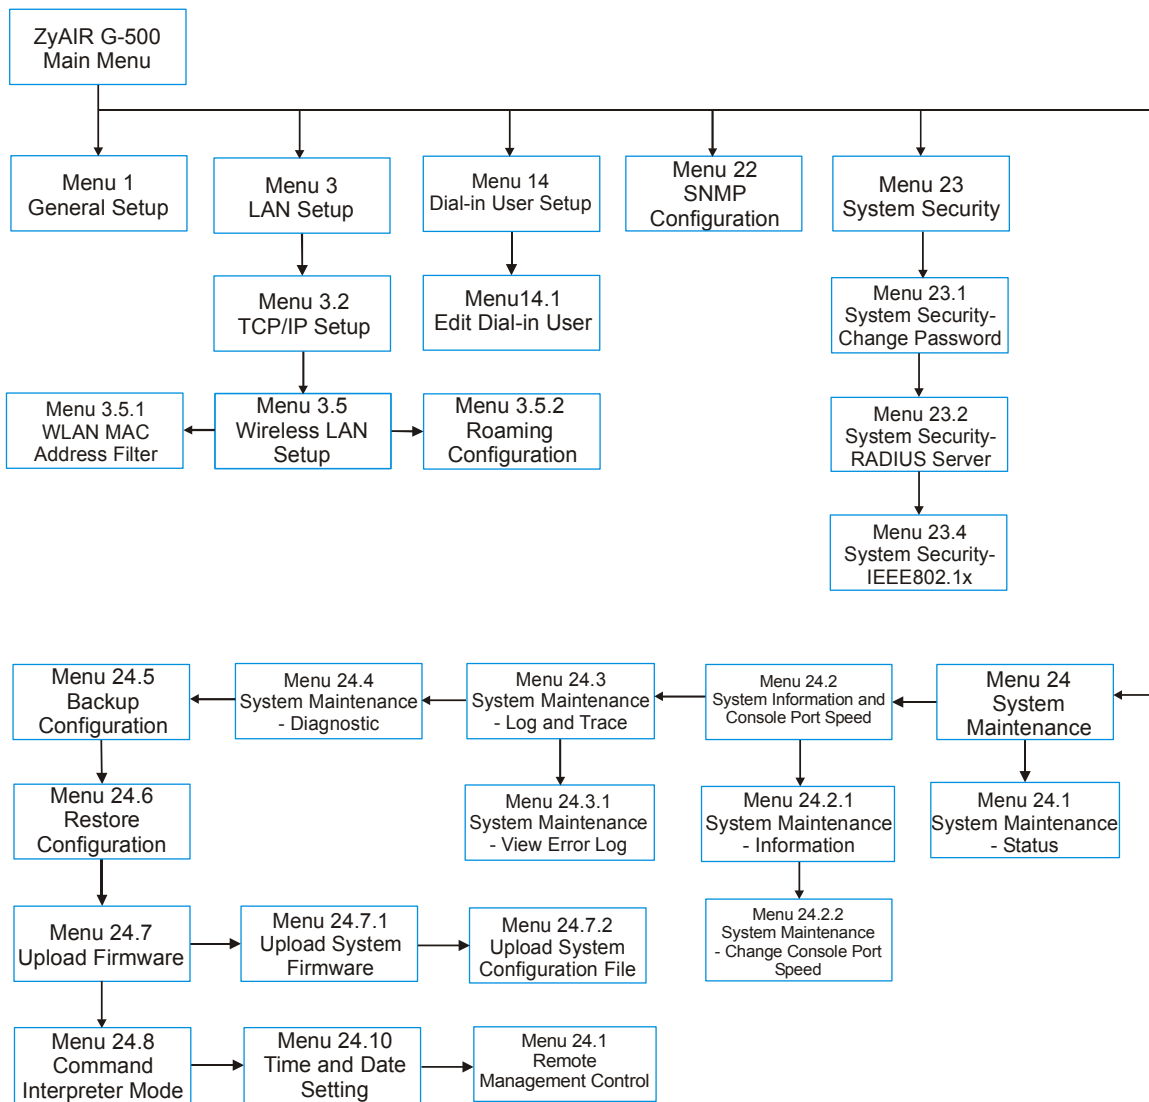 ZyAIR G-500
Main Menu
Menu 1
General Setup
Menu 3
LAN Setup
Menu 14
Dial-in User Setup
Menu 22
SNMP
Configuration
Menu 23
System Security
Menu 3.2
TCP/IP Setup
Menu14.1
Edit Dial-in User
Menu 23.1
System Security-
Change Password
Menu 3.5.1
WLAN MAC
Address Filter
Menu 3.5
Wireless LAN
Setup
Menu 3.5.2
Roaming
Configuration
Menu 23.2
System Security-
RADIUS Server
Menu 23.4
System Security-
IEEE802.1x
Menu 24.5
Backup
Configuration
Menu 24.4
System Maintenance
- Diagnostic
Menu 24.3
System Maintenance
- Log and Trace
Menu 24.2
System Information and
Console Port Speed
Menu 24
System
Maintenance
Menu 24.6
Restore
Configuration
Menu 24.3.1
System Maintenance
- View Error Log
Menu 24.2.1
System Maintenance
- Information
Menu 24.1
System Maintenance
- Status
Menu 24.7
Upload Firmware
Menu 24.7.1
Upload System
Firmware
Menu 24.7.2
Upload System
Configuration File
Menu 24.2.2
System Maintenance
- Change Console Port
Speed
Menu 24.8
Command
Interpreter Mode
Menu 24.10
Time and Date
Setting
Menu 24.1
Remote
Management Control